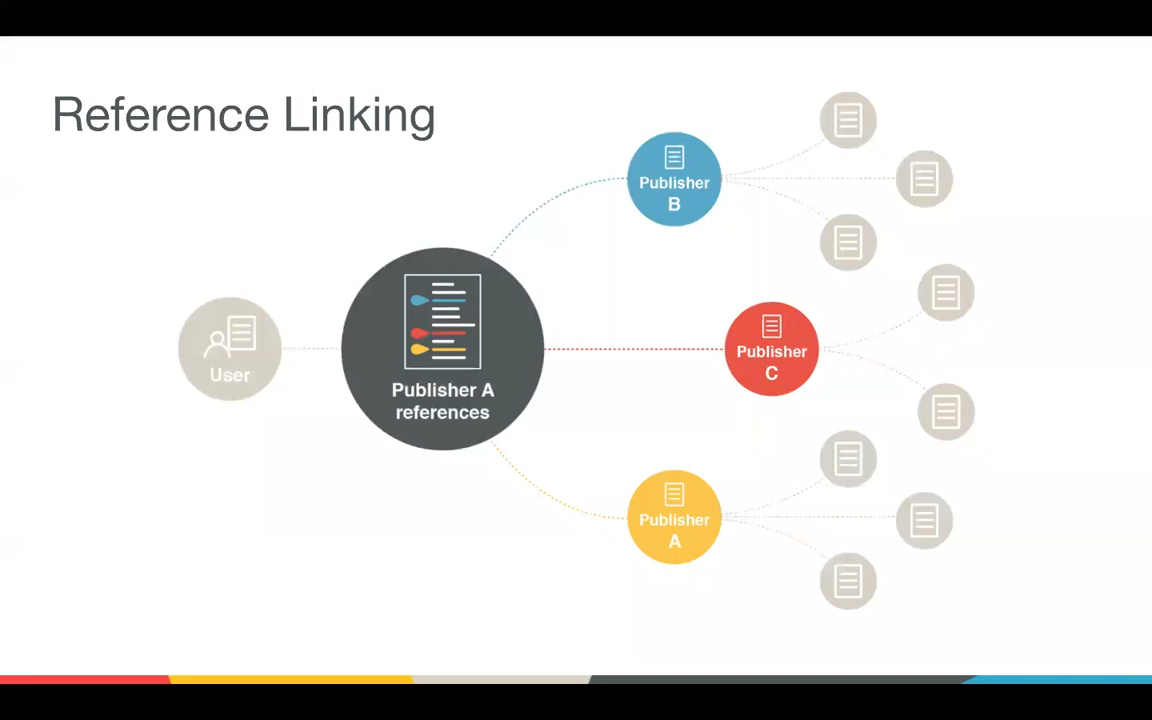 Reference Linking
User
Publisher A
references
Publisher
B
Publisher
C
Publisher
A